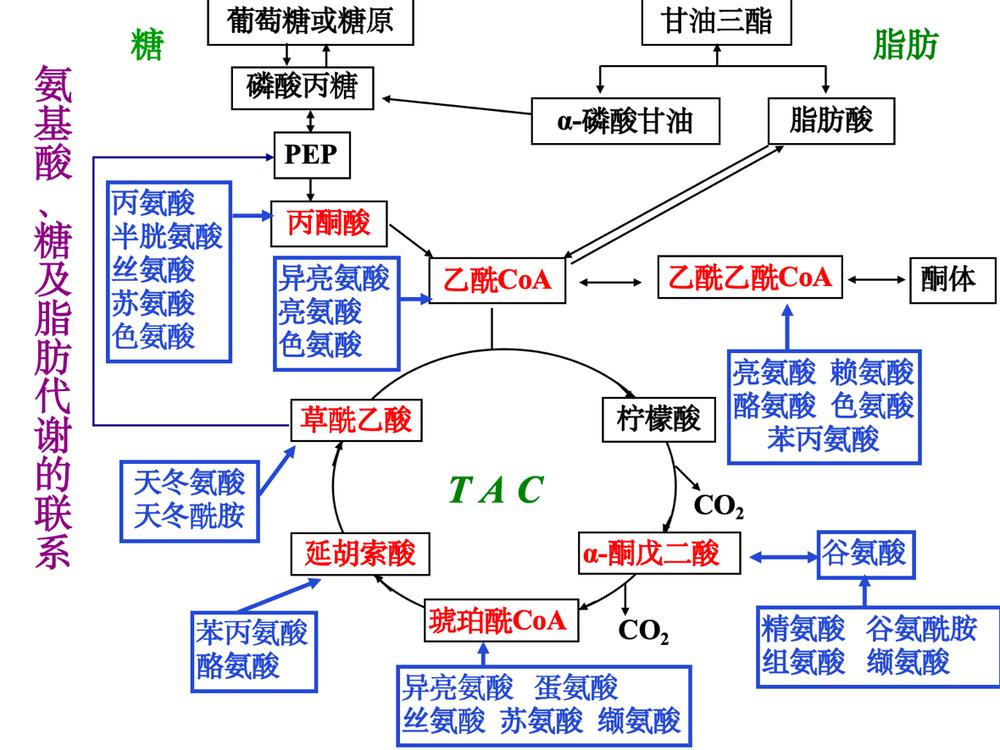 氨基酸、糖及脂肪代谢的联系
糖
脂肪
葡萄糖或糖原
甘油三酯
磷酸丙糖
α-磷酸甘油
脂肪酸
PEP
丙氨酸
半胱氨酸
丝氨酸
苏氨酸
色氨酸
丙酮酸
异亮氨酸
亮氨酸
色氨酸
乙酰CoA
乙酰乙酰CoA
酮体
亮氨酸 赖氨酸
酪氨酸 色氨酸
苯丙氨酸
草酰乙酸
柠檬酸
天冬氨酸
天冬酰胺
TAC
CO₂
延胡索酸
α-酮戊二酸
谷氨酸
苯丙氨酸
酪氨酸
琥珀酰CoA
CO₂
精氨酸 谷氨酰胺
组氨酸 缬氨酸
异亮氨酸 蛋氨酸
丝氨酸 苏氨酸 缬氨酸